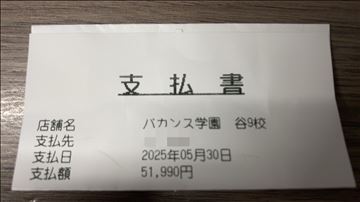 支払書
店舗名 バカンス学園 谷9校
支払先
支払日 2025年05月30日
支払額 51,990円